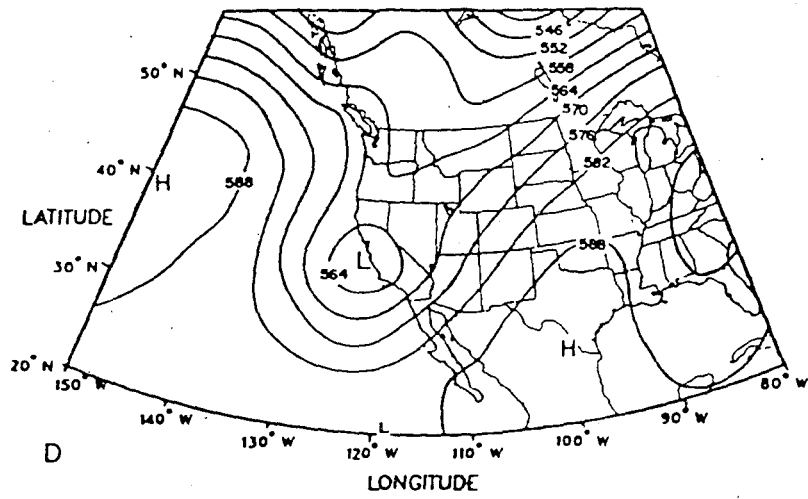 546
552
558
564
570
576
582
588
50° N
40° N
H
588
LATITUDE
30° N
564
L
588
H
20° N
150° W
140° W
130° W
L
120° W
110° W
100° W
90° W
80° W
D
LONGITUDE